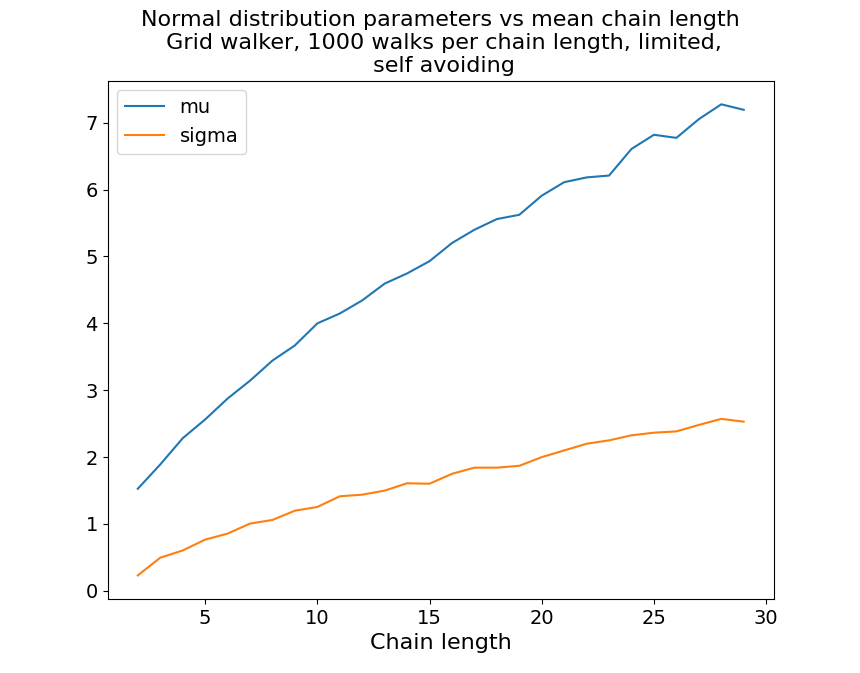 Normal distribution parameters vs mean chain length
Grid walker, 1000 walks per chain length, limited,
self avoiding
mu
sigma
7
6
5
4
3
2
1
0
5 10 15 20 25 30
Chain length